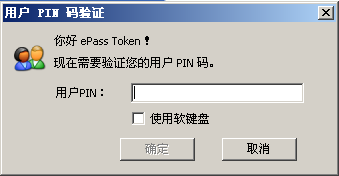 用户 PIN 码验证
你好 ePass Token！
现在需要验证您的用户 PIN 码。
用户PIN：
使用软键盘
确定 取消